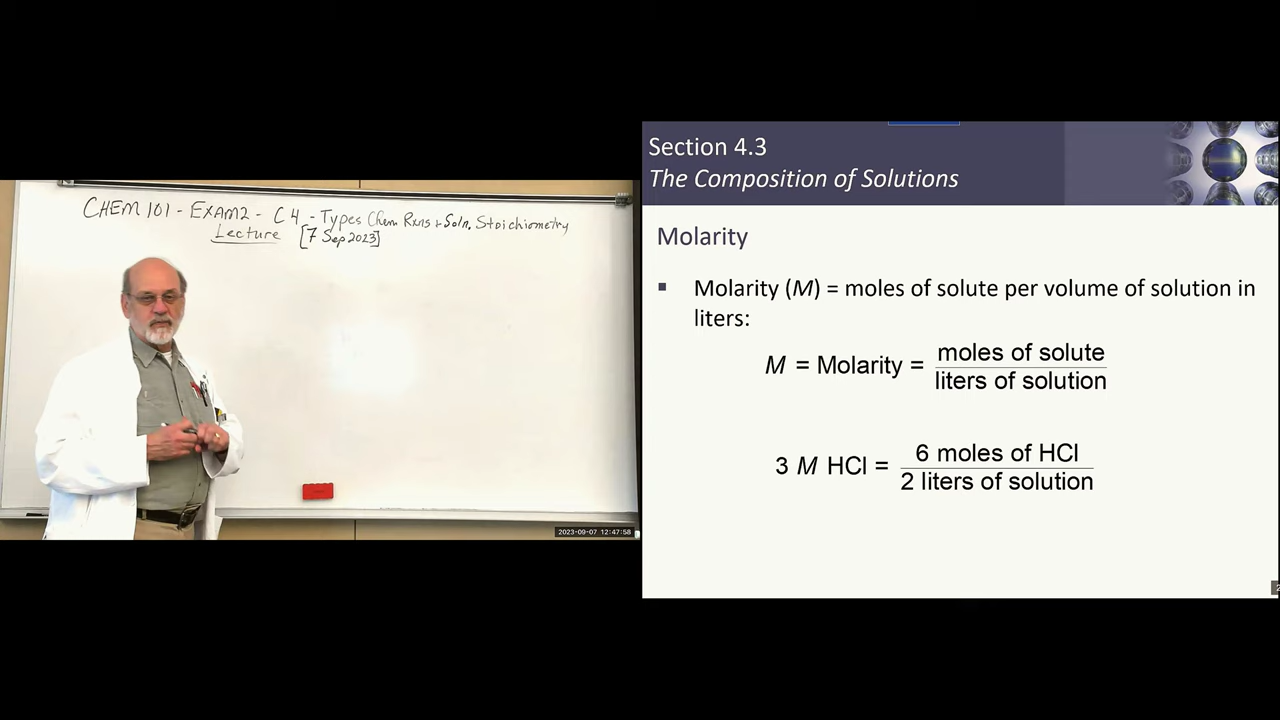 CHEM 101 - EXAM2 - C 4 - Types Chem Rxns + Soln. Stoichiometry
Lecture [7 Sep 2023]
2023-09-07 12:47:58
Section 4.3
The Composition of Solutions
Molarity
▪ Molarity (M) = moles of solute per volume of solution in
liters:
M = Molarity = moles of solute
liters of solution
3 M HCl = 6 moles of HCl
2 liters of solution